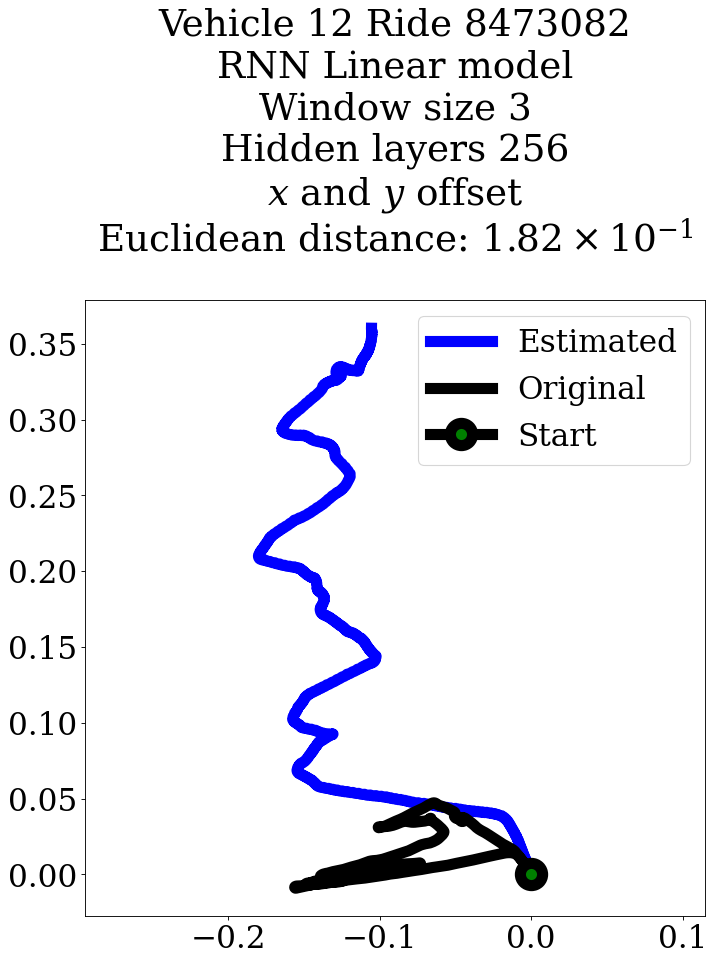 Vehicle 12 Ride 8473082
RNN Linear model
Window size 3
Hidden layers 256
x and y offset
Euclidean distance: 1.82 × 10⁻¹
Estimated
Original
Start
0.35
0.30
0.25
0.20
0.15
0.10
0.05
0.00
−0.2 −0.1 0.0 0.1